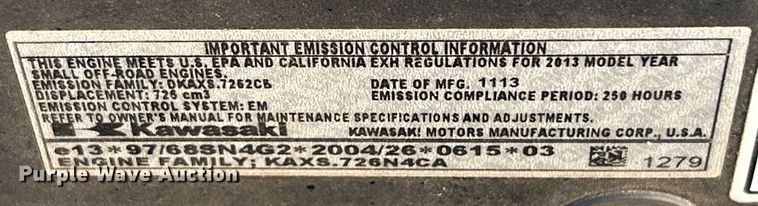 IMPORTANT EMISSION CONTROL INFORMATION
THIS ENGINE MEETS U.S. EPA AND CALIFORNIA EXH REGULATIONS FOR 2013 MODEL YEAR
SMALL OFF-ROAD ENGINES.
EMISSION FAMILY: DKAXS.7262CB DATE OF MFG. 1113
DISPLACEMENT: 726 cm3 EMISSION COMPLIANCE PERIOD: 250 HOURS
EMISSION CONTROL SYSTEM: EM
REFER TO OWNER'S MANUAL FOR MAINTENANCE SPECIFICATIONS AND ADJUSTMENTS.
Kawasaki KAWASAKI MOTORS MANUFACTURING CORP., U.S.A.
e13*97/68SN4G2*2004/26*0615*03
ENGINE FAMILY; KAXS.726N4CA 1279
Purple Wave Auction